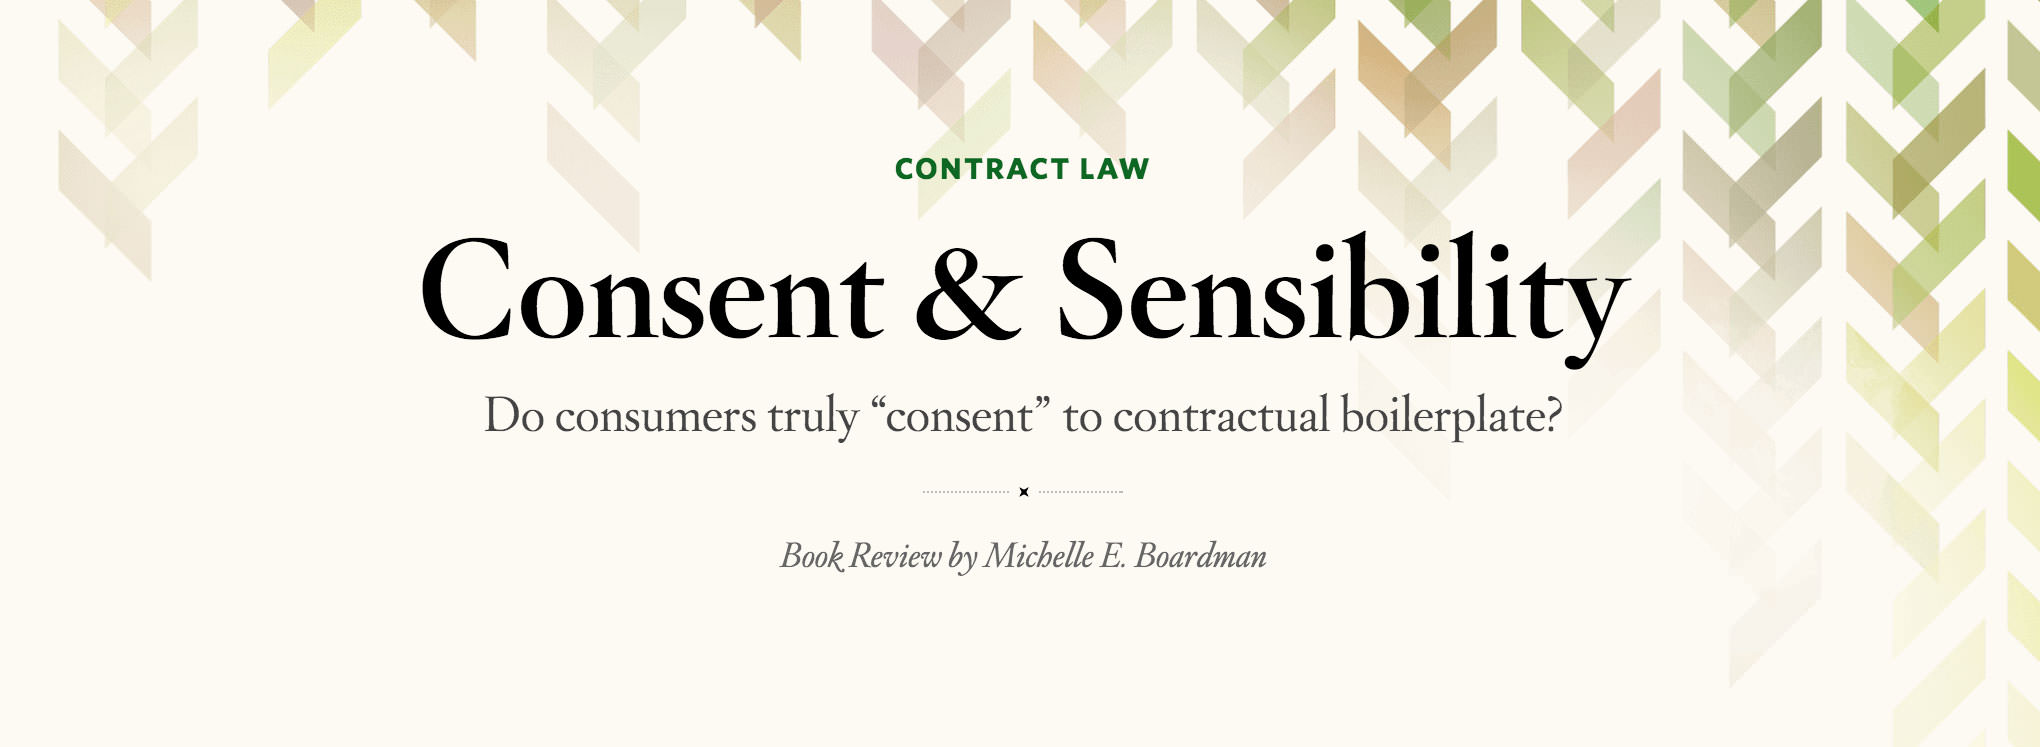 CONTRACT LAW
Consent & Sensibility
Do consumers truly “consent” to contractual boilerplate?
Book Review by Michelle E. Boardman